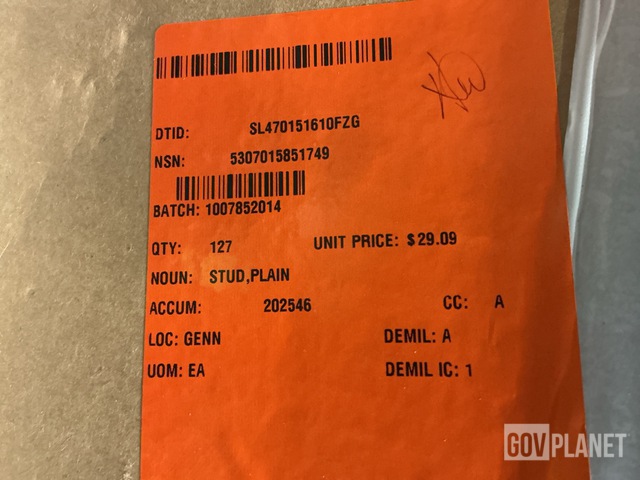 DTID: SL470151610FZG
NSN: 5307015851749
BATCH: 1007852014
QTY: 127 UNIT PRICE: $29.09
NOUN: STUD,PLAIN
ACCUM: 202546 CC: A
LOC: GENN DEMIL: A
UOM: EA DEMIL IC: 1
GOVPLANET